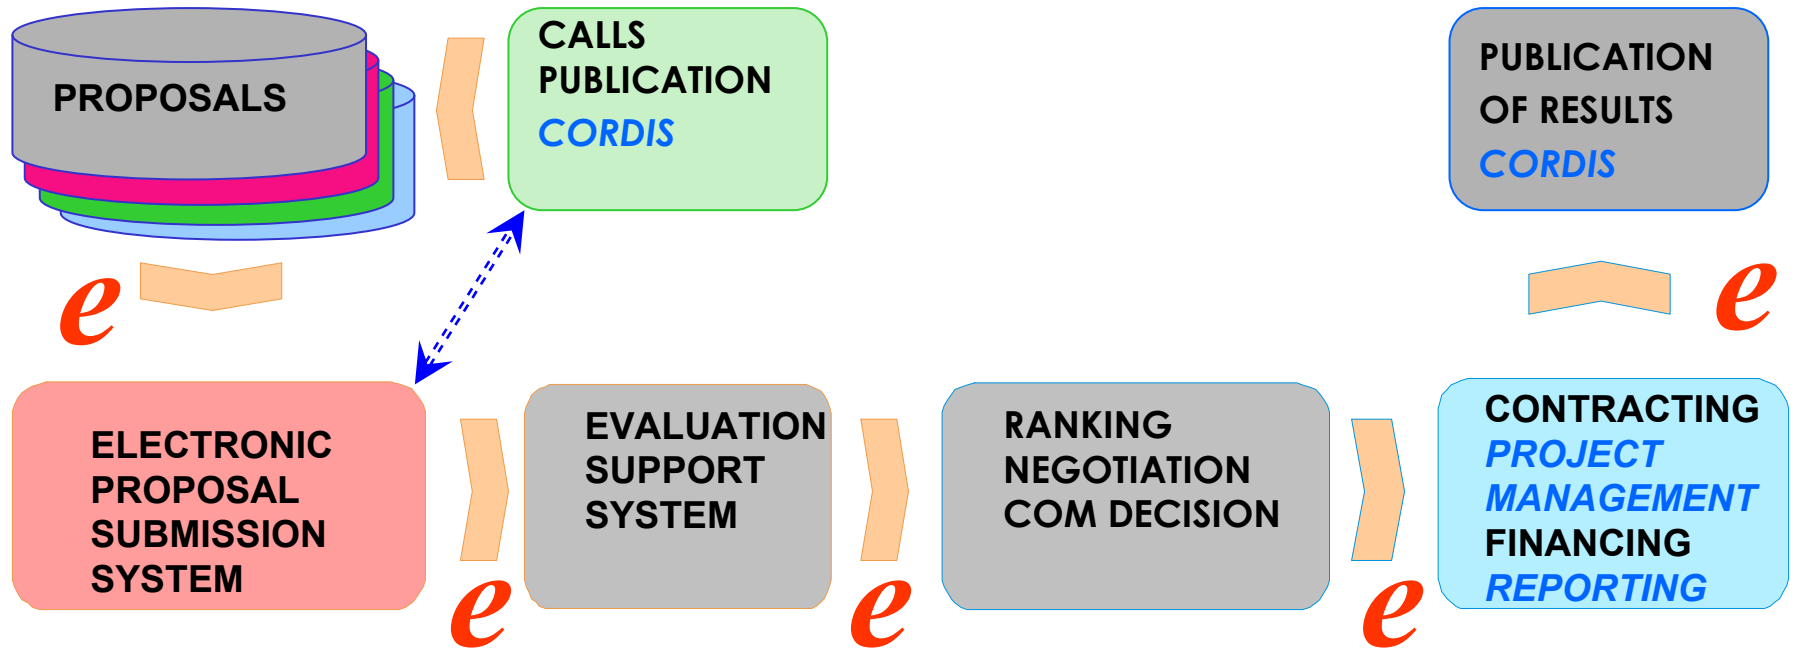 PROPOSALS
CALLS
PUBLICATION
CORDIS
PUBLICATION
OF RESULTS
CORDIS
e
e
ELECTRONIC
PROPOSAL
SUBMISSION
SYSTEM
e
EVALUATION
SUPPORT
SYSTEM
e
RANKING
NEGOTIATION
COM DECISION
e
CONTRACTING
PROJECT
MANAGEMENT
FINANCING
REPORTING